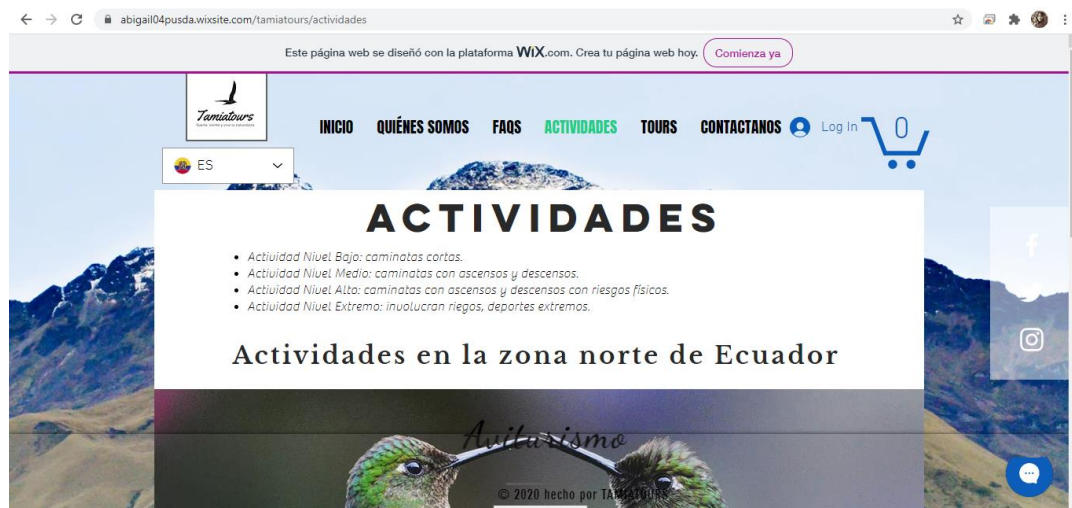 abigail04pusda.wixsite.com/tamiatours/actividades
Este página web se diseñó con la plataforma WiX.com. Crea tu página web hoy. Comienza ya
Tamiatours
INICIO QUIÉNES SOMOS FAQS ACTIVIDADES TOURS CONTACTANOS Log In 0
ES
ACTIVIDADES
Actividad Nivel Bajo: caminatas cortas.
Actividad Nivel Medio: caminatas con ascensos y descensos.
Actividad Nivel Alto: caminatas con ascensos y descensos con riesgos físicos.
Actividad Nivel Extremo: involucran riegos, deportes extremos.
Actividades en la zona norte de Ecuador
Aviturismo
© 2020 hecho por TAMIATOURS